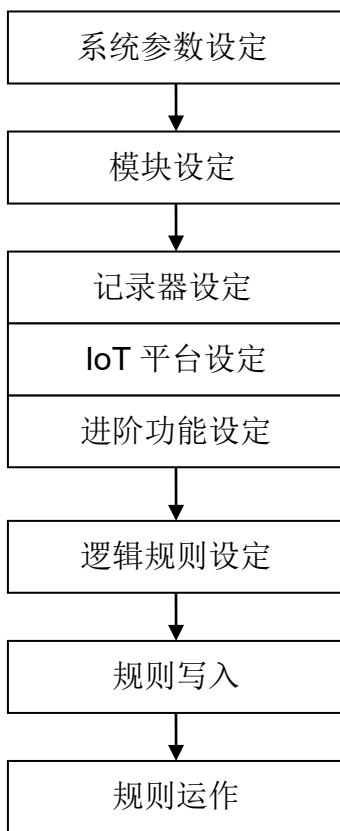 系统参数设定
模块设定
记录器设定
IoT 平台设定
进阶功能设定
逻辑规则设定
规则写入
规则运作